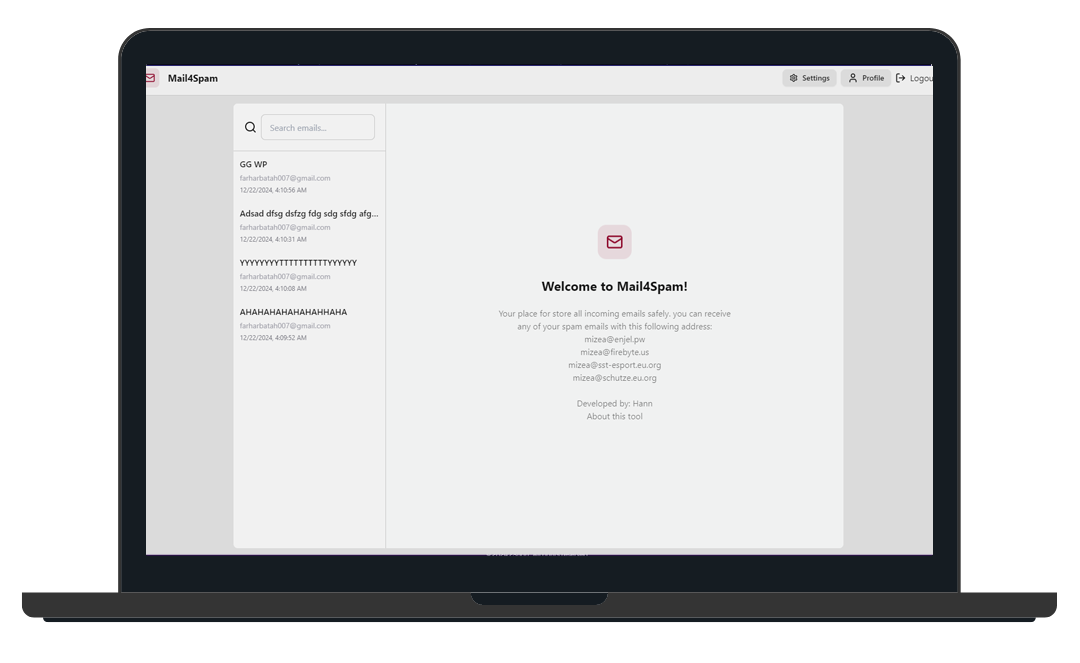 Mail4Spam
Settings
Profile
Logou
Search emails...
GG WP
farharbatah007@gmail.com
12/22/2024, 4:10:56 AM
Adsad dfsg dsfzg fdg sdg sfdg afg...
farharbatah007@gmail.com
12/22/2024, 4:10:31 AM
YYYYYYYYTTTTTTTTTTYYYYYY
farharbatah007@gmail.com
12/22/2024, 4:10:08 AM
AHAHAHAHAHAHAHHAHA
farharbatah007@gmail.com
12/22/2024, 4:09:52 AM
Welcome to Mail4Spam!
Your place for store all incoming emails safely. you can receive
any of your spam emails with this following address:
mizea@enjel.pw
mizea@firebyte.us
mizea@sst-esport.eu.org
mizea@schutze.eu.org
Developed by: Hann
About this tool